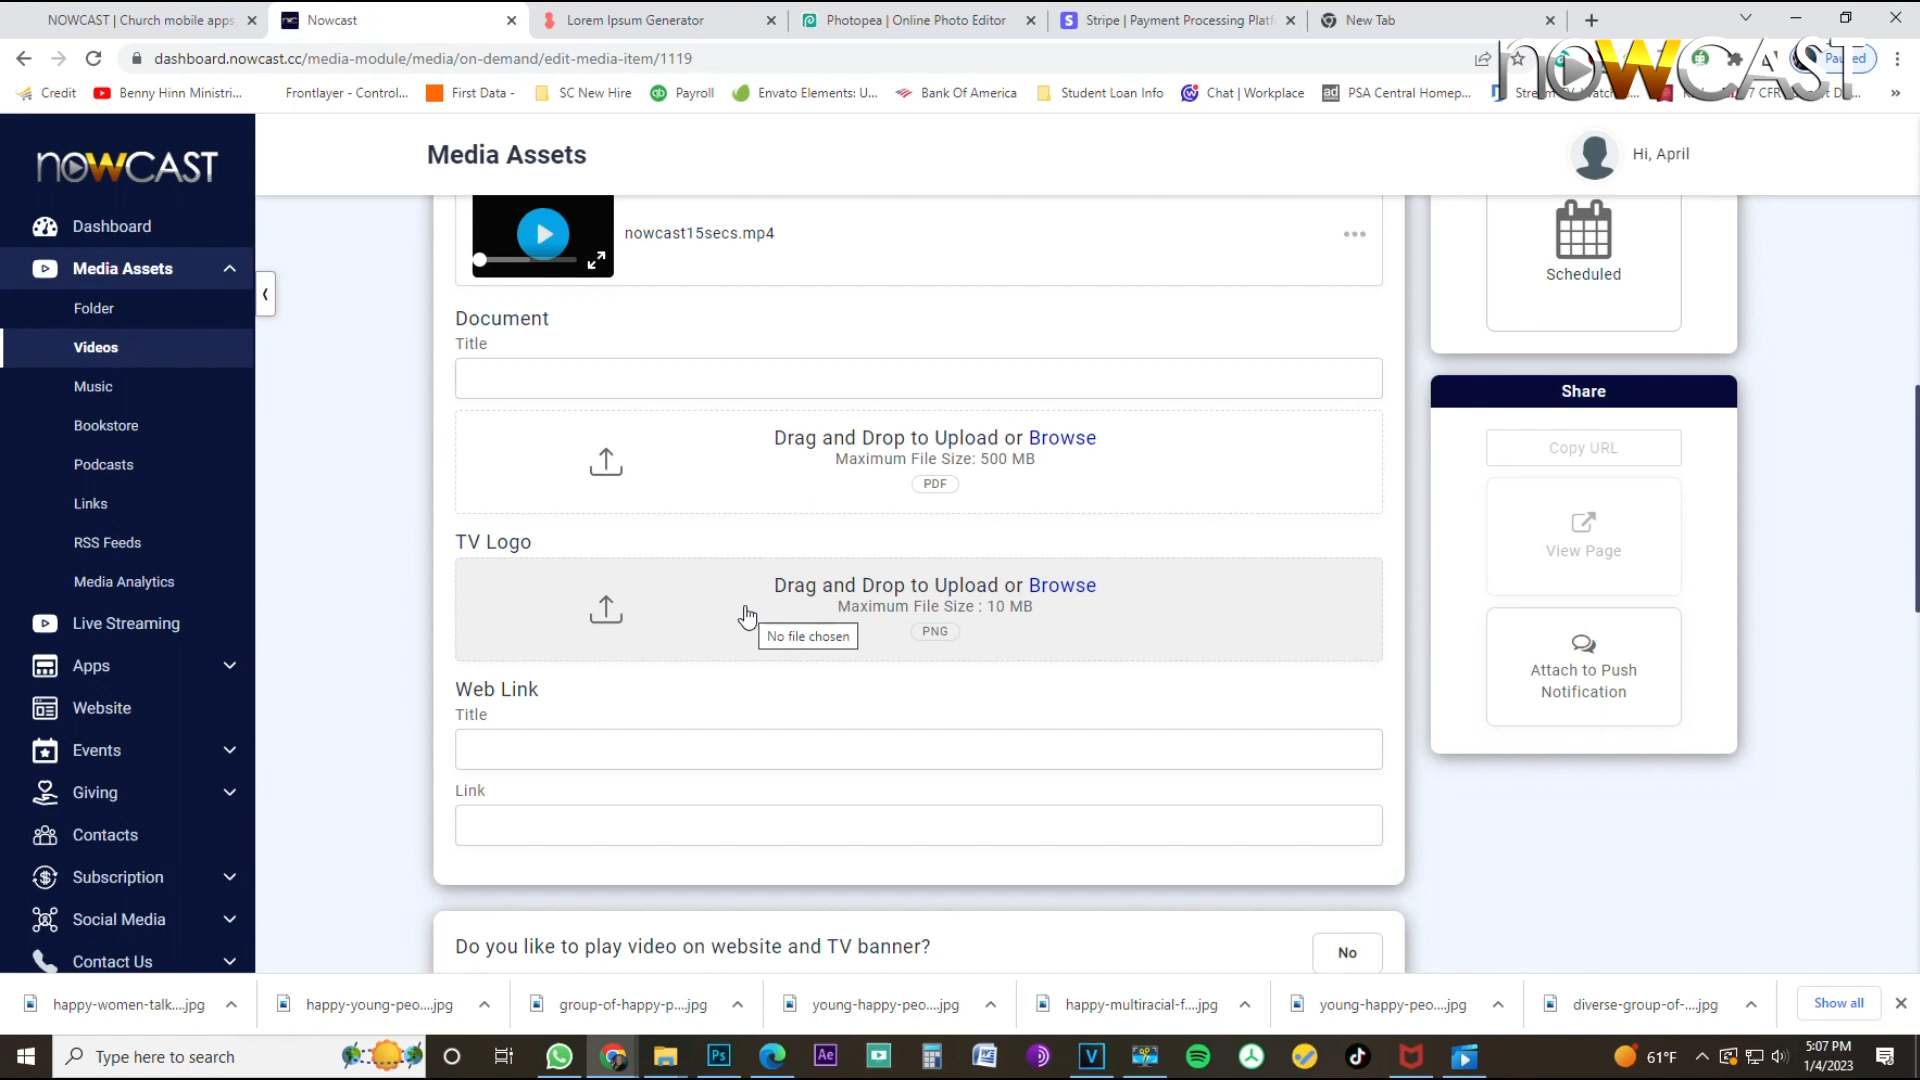 NOWCAST | Church mobile apps,
Nowcast
Lorem Ipsum Generator
Photopea | Online Photo Editor
Stripe | Payment Processing Platf
New Tab
dashboard.nowcast.cc/media-module/media/on-demand/edit-media-item/1119
Paused
nowCAST
Credit
Benny Hinn Ministri...
Frontlayer - Control...
First Data -
SC New Hire
Payroll
Envato Elements: U...
Bank Of America
Student Loan Info
Chat | Workplace
PSA Central Homep...
nowCAST
Media Assets
Hi, April
Dashboard
Media Assets
Folder
Videos
Music
Bookstore
Podcasts
Links
RSS Feeds
Media Analytics
Live Streaming
Apps
Website
Events
Giving
Contacts
Subscription
Social Media
Contact Us
nowcast15secs.mp4
Document
Title
Drag and Drop to Upload or Browse
Maximum File Size: 500 MB
PDF
TV Logo
Drag and Drop to Upload or Browse
Maximum File Size : 10 MB
PNG
No file chosen
Web Link
Title
Link
Do you like to play video on website and TV banner?
No
Scheduled
Share
Copy URL
View Page
Attach to Push
Notification
happy-women-talk....jpg
happy-young-peo....jpg
group-of-happy-p....jpg
young-happy-peo....jpg
happy-multiracial-f....jpg
young-happy-peo....jpg
diverse-group-of-....jpg
Show all
Type here to search
Ps
Ae
V
61°F
5:07 PM
1/4/2023